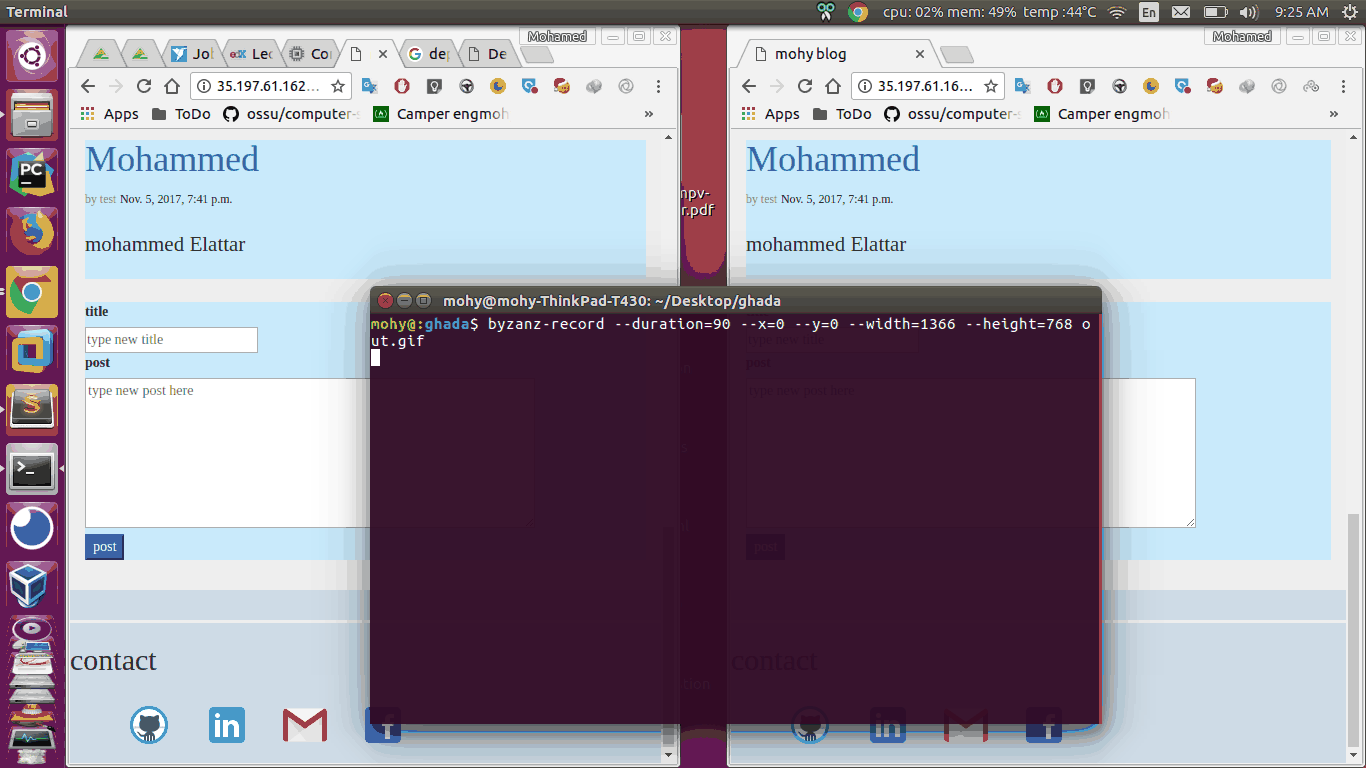 Terminal
cpu: 02% mem: 49% temp :44°C
En
9:25 AM
Mohamed
Job
Lec
Co
de
De
35.197.61.162...
Apps
ToDo
ossu/computer-s
Camper engmoh
»
Mohammed
by test Nov. 5, 2017, 7:41 p.m.
mohammed Elattar
title
type new title
post
type new post here
post
contact
npv-
r.pdf
Mohamed
mohy blog
35.197.61.16...
Apps
ToDo
ossu/computer-s
Camper engmoh
»
Mohammed
by test Nov. 5, 2017, 7:41 p.m.
mohammed Elattar
type new title
post
type new post here
post
contact
mohy@mohy-ThinkPad-T430: ~/Desktop/ghada
mohy@:ghada$ byzanz-record --duration=90 --x=0 --y=0 --width=1366 --height=768 o
ut.gif